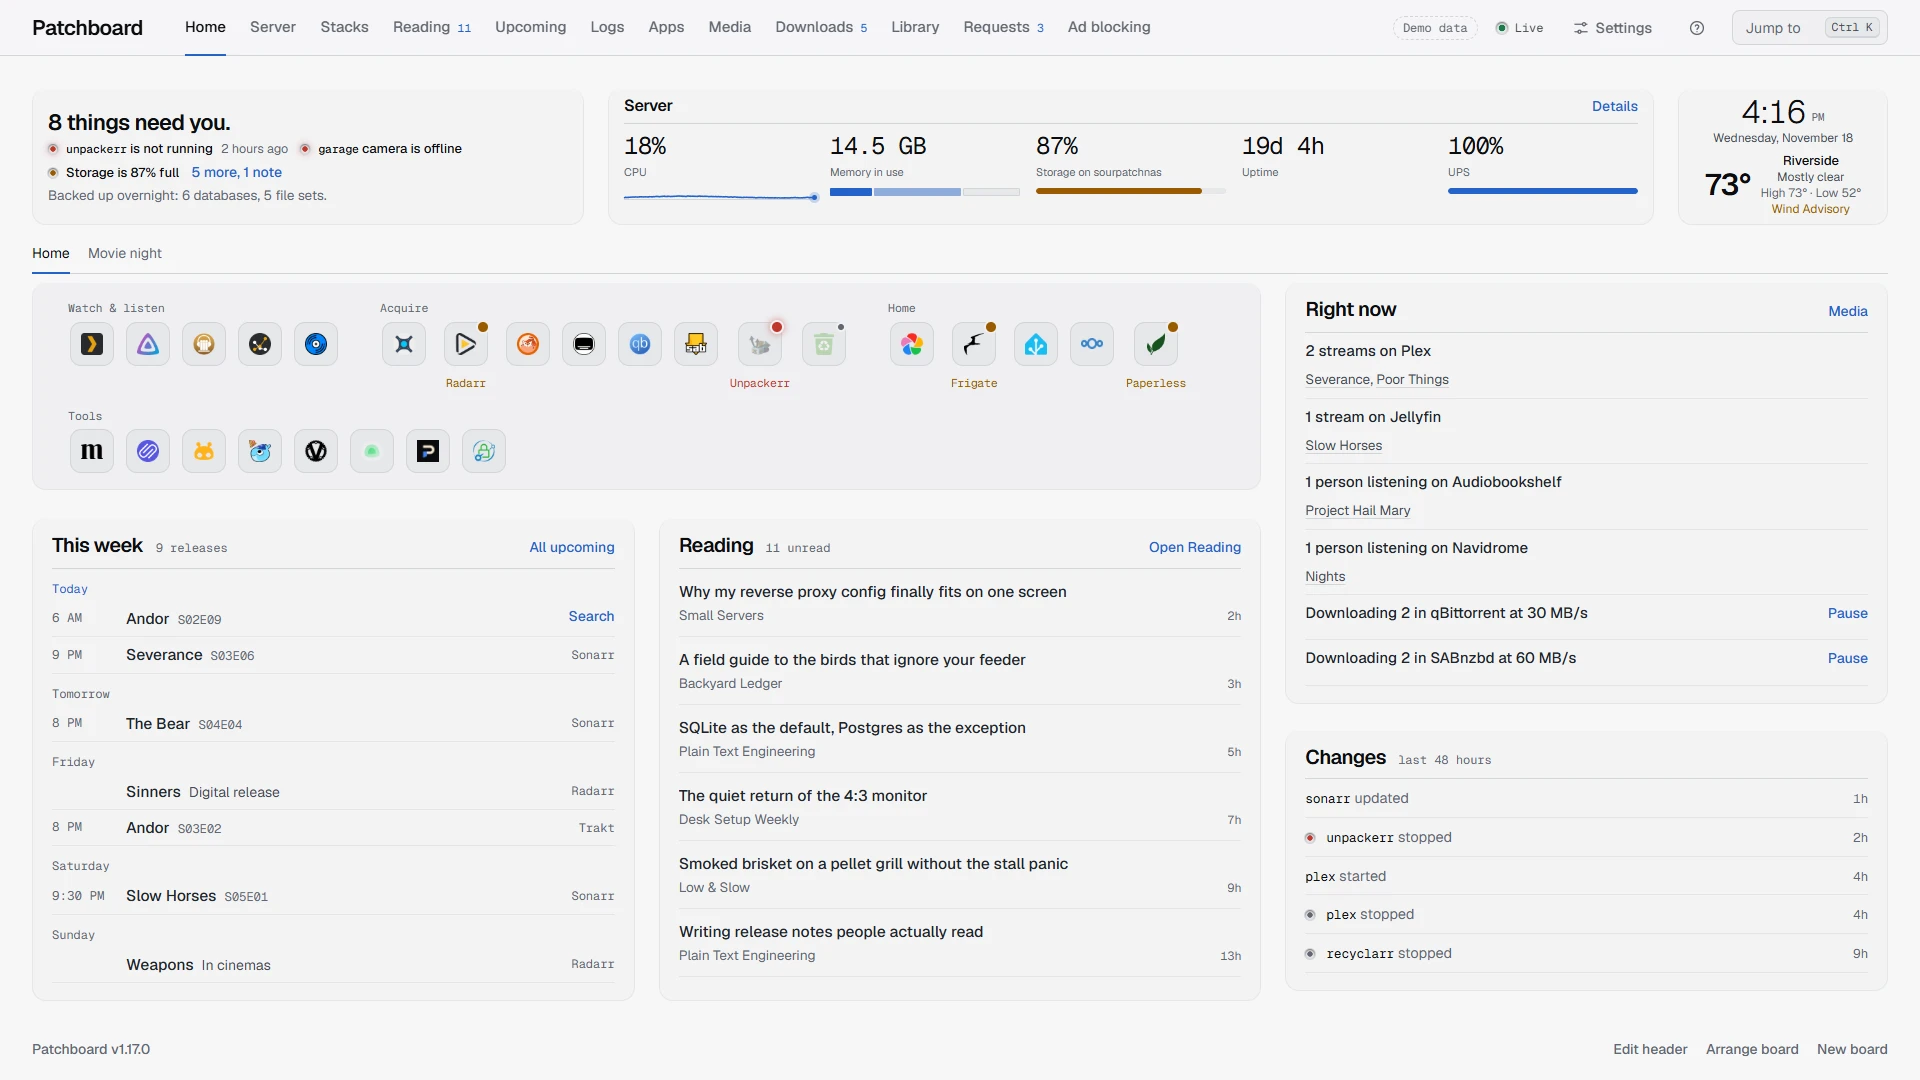 Patchboard
Home
Server
Stacks
Reading 11
Upcoming
Logs
Apps
Media
Downloads 5
Library
Requests 3
Ad blocking
Demo data
Live
Settings
Jump to
Ctrl K
8 things need you.
unpackerr is not running 2 hours ago garage camera is offline
Storage is 87% full 5 more, 1 note
Backed up overnight: 6 databases, 5 file sets.
Server
Details
18%
CPU
14.5 GB
Memory in use
87%
Storage on sourpatchnas
19d 4h
Uptime
100%
UPS
4:16 PM
Wednesday, November 18
73°
Riverside
Mostly clear
High 73° · Low 52°
Wind Advisory
Home
Movie night
Watch & listen
Acquire
qb
Radarr
Unpackerr
Home
Frigate
Paperless
Tools
m
This week 9 releases
All upcoming
Today
6 AM Andor S02E09 Search
9 PM Severance S03E06 Sonarr
Tomorrow
8 PM The Bear S04E04 Sonarr
Friday
Sinners Digital release Radarr
8 PM Andor S03E02 Trakt
Saturday
9:30 PM Slow Horses S05E01 Sonarr
Sunday
Weapons In cinemas Radarr
Reading 11 unread
Open Reading
Why my reverse proxy config finally fits on one screen
Small Servers 2h
A field guide to the birds that ignore your feeder
Backyard Ledger 3h
SQLite as the default, Postgres as the exception
Plain Text Engineering 5h
The quiet return of the 4:3 monitor
Desk Setup Weekly 7h
Smoked brisket on a pellet grill without the stall panic
Low & Slow 9h
Writing release notes people actually read
Plain Text Engineering 13h
Right now
Media
2 streams on Plex
Severance, Poor Things
1 stream on Jellyfin
Slow Horses
1 person listening on Audiobookshelf
Project Hail Mary
1 person listening on Navidrome
Nights
Downloading 2 in qBittorrent at 30 MB/s Pause
Downloading 2 in SABnzbd at 60 MB/s Pause
Changes last 48 hours
sonarr updated 1h
unpackerr stopped 2h
plex started 4h
plex stopped 4h
recyclarr stopped 9h
Patchboard v1.17.0
Edit header
Arrange board
New board